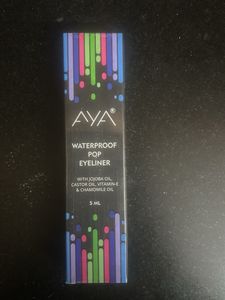 AYA®
WATERPROOF
POP
EYELINER
WITH JOJOBA OIL,
CASTOR OIL, VITAMIN-E
& CHAMOMILE OIL
5 ML